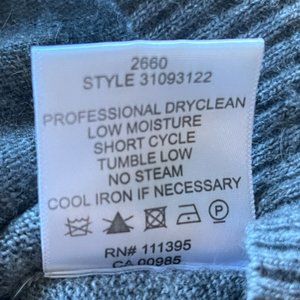 2660
STYLE 31093122
PROFESSIONAL DRYCLEAN
LOW MOISTURE
SHORT CYCLE
TUMBLE LOW
NO STEAM
COOL IRON IF NECESSARY
P
RN# 111395
CA 00985